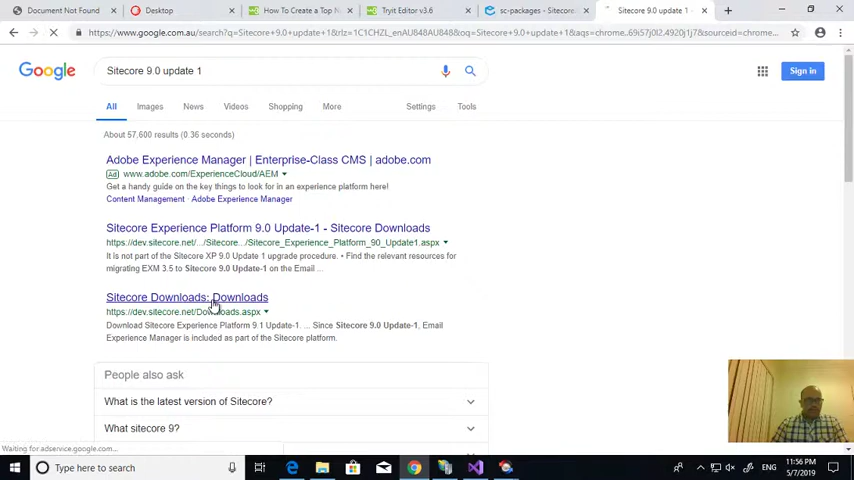 Document Not Found
Desktop
How To Create a Top N
Tryit Editor v3.6
sc-packages - Sitecore
Sitecore 9.0 update 1 -
https://www.google.com.au/search?q=Sitecore+9.0+update+1&rlz=1C1CHZL_enAU848AU848&oq=Sitecore+9.0+update+1&aqs=chrome..69i57j0l2.4920j1j7&sourceid=chrome...
Google
Sitecore 9.0 update 1
Sign in
All
Images
News
Videos
Shopping
More
Settings
Tools
About 57,600 results (0.36 seconds)
Adobe Experience Manager | Enterprise-Class CMS | adobe.com
Ad www.adobe.com/ExperienceCloud/AEM
Get a handy guide on the key things to look for in an experience platform here!
Content Management · Adobe Experience Manager
Sitecore Experience Platform 9.0 Update-1 - Sitecore Downloads
https://dev.sitecore.net/.../Sitecore.../Sitecore_Experience_Platform_90_Update1.aspx
It is not part of the Sitecore XP 9.0 Update-1 upgrade procedure. • Find the relevant resources for
migrating EXM 3.5 to Sitecore 9.0 Update-1 on the Email ...
Sitecore Downloads: Downloads
https://dev.sitecore.net/Downloads.aspx
Download Sitecore Experience Platform 9.1 Update-1. ... Since Sitecore 9.0 Update-1, Email
Experience Manager is included as part of the Sitecore platform.
People also ask
What is the latest version of Sitecore?
What sitecore 9?
Waiting for adservice.google.com...
Type here to search
ENG
11:56 PM
5/7/2019